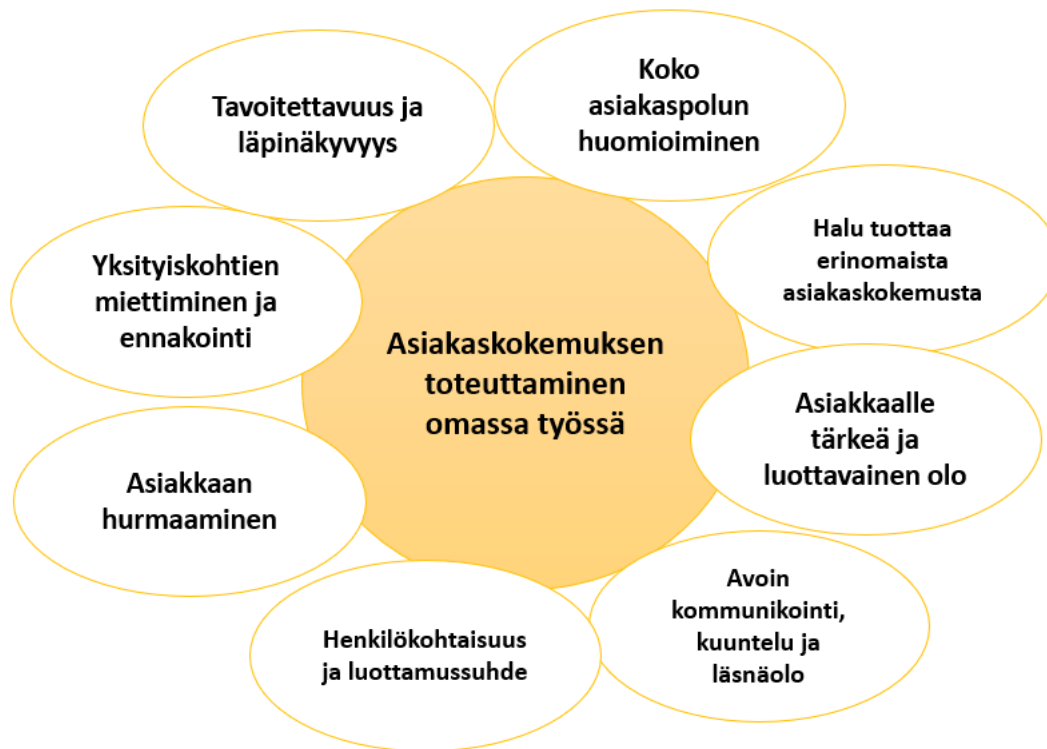 Tavoitettavuus ja
läpinäkyvyys
Koko
asiakaspolun
huomioiminen
Halu tuottaa
erinomaista
asiakaskokemusta
Asiakkaalle
tärkeä ja
luottavainen olo
Avoin
kommunikointi,
kuuntelu ja
läsnäolo
Henkilökohtaisuus
ja luottamussuhde
Asiakkaan
hurmaaminen
Yksityiskohtien
miettiminen ja
ennakointi
Asiakaskokemuksen
toteuttaminen
omassa työssä